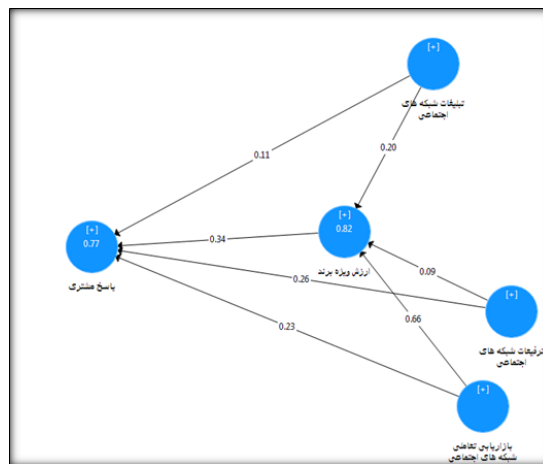 [+]
تبلیغات شبکه های
اجتماعی
0.11
0.20
[+]
0.82
ارزش ویژه برند
[+]
0.77
پاسخ مشتری
0.34
0.09
0.26
[+]
ترفیعات شبکه های
اجتماعی
0.66
0.23
[+]
بازاریابی تعاملی
شبکه های اجتماعی